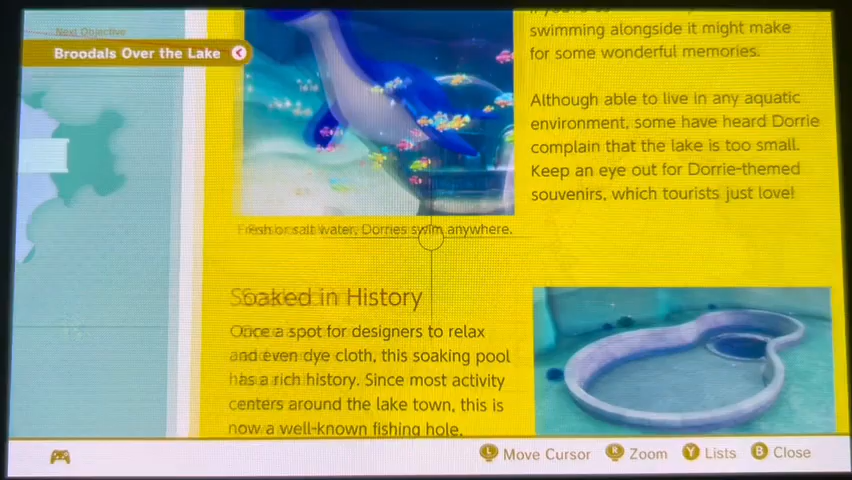 Next Objective
Broodals Over the Lake
swimming alongside it might make
for some wonderful memories.
Although able to live in any aquatic
environment, some have heard Dorrie
complain that the lake is too small.
Keep an eye out for Dorrie-themed
souvenirs, which tourists just love!
Fresh or salt water, Dorries swim anywhere.
Soaked in History
Once a spot for designers to relax
and even dye cloth, this soaking pool
has a rich history. Since most activity
centers around the lake town, this is
now a well-known fishing hole.
L Move Cursor R Zoom Y Lists B Close